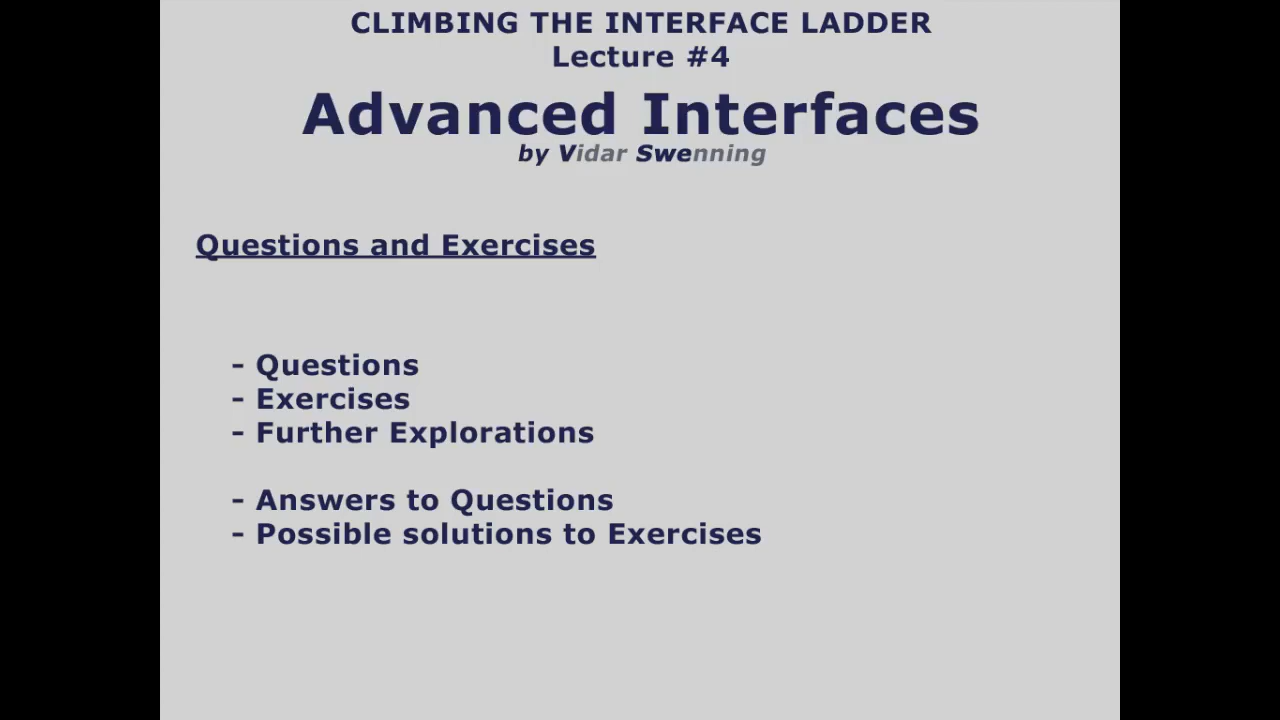 CLIMBING THE INTERFACE LADDER
Lecture #4
Advanced Interfaces
by Vidar Swenning
Questions and Exercises
- Questions
- Exercises
- Further Explorations
- Answers to Questions
- Possible solutions to Exercises